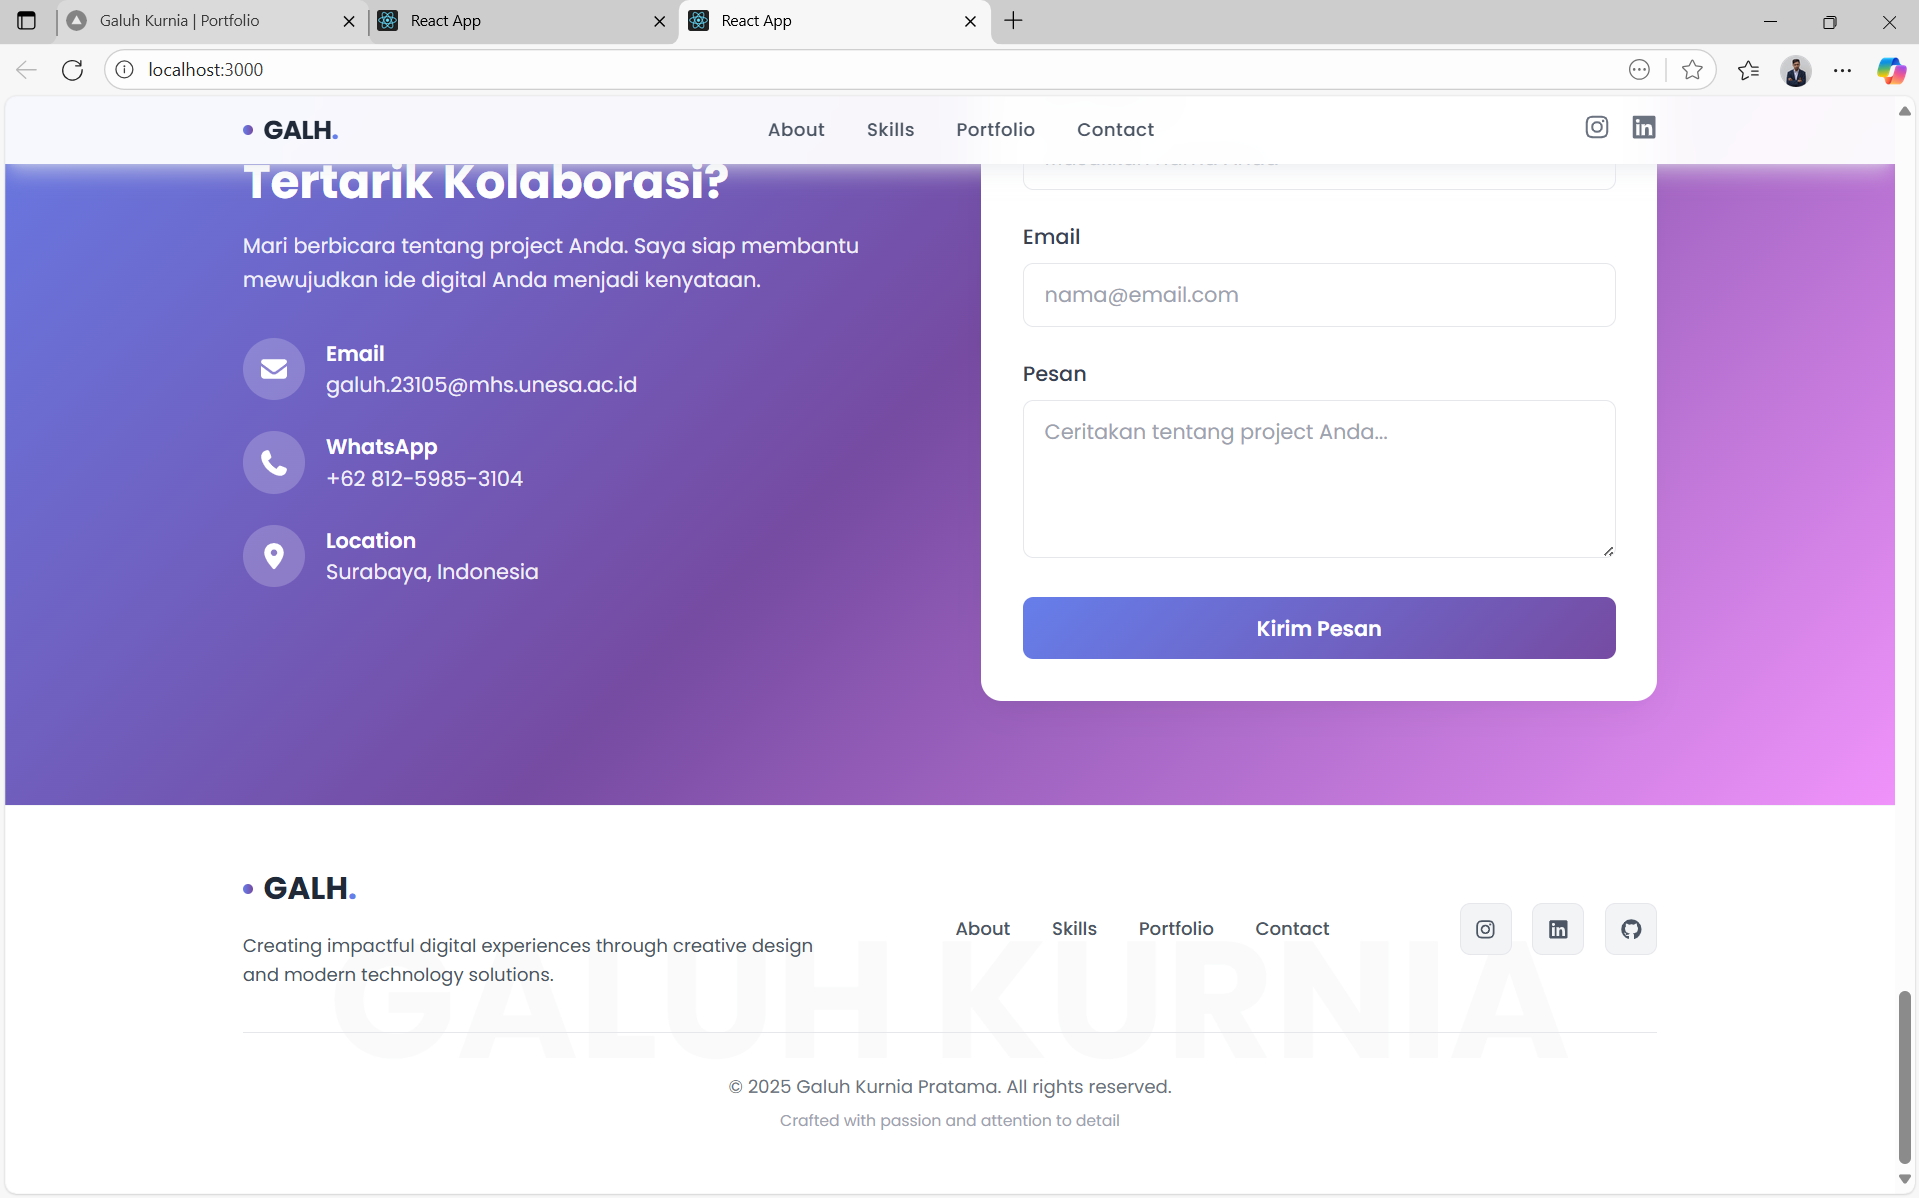 Galuh Kurnia | Portfolio
React App
React App
localhost:3000
GALH.
About
Skills
Portfolio
Contact
Tertarik Kolaborasi?
Mari berbicara tentang project Anda. Saya siap membantu
mewujudkan ide digital Anda menjadi kenyataan.
Email
galuh.23105@mhs.unesa.ac.id
WhatsApp
+62 812-5985-3104
Location
Surabaya, Indonesia
Email
nama@email.com
Pesan
Ceritakan tentang project Anda...
Kirim Pesan
GALH.
Creating impactful digital experiences through creative design
and modern technology solutions.
About
Skills
Portfolio
Contact
GALUH KURNIA
© 2025 Galuh Kurnia Pratama. All rights reserved.
Crafted with passion and attention to detail